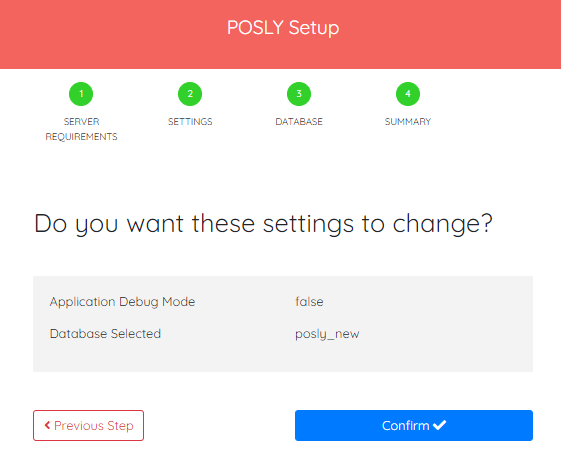 POSLY Setup
1 2 3 4
SERVER REQUIREMENTS
SETTINGS
DATABASE
SUMMARY
Do you want these settings to change?
Application Debug Mode false
Database Selected posly_new
Previous Step
Confirm